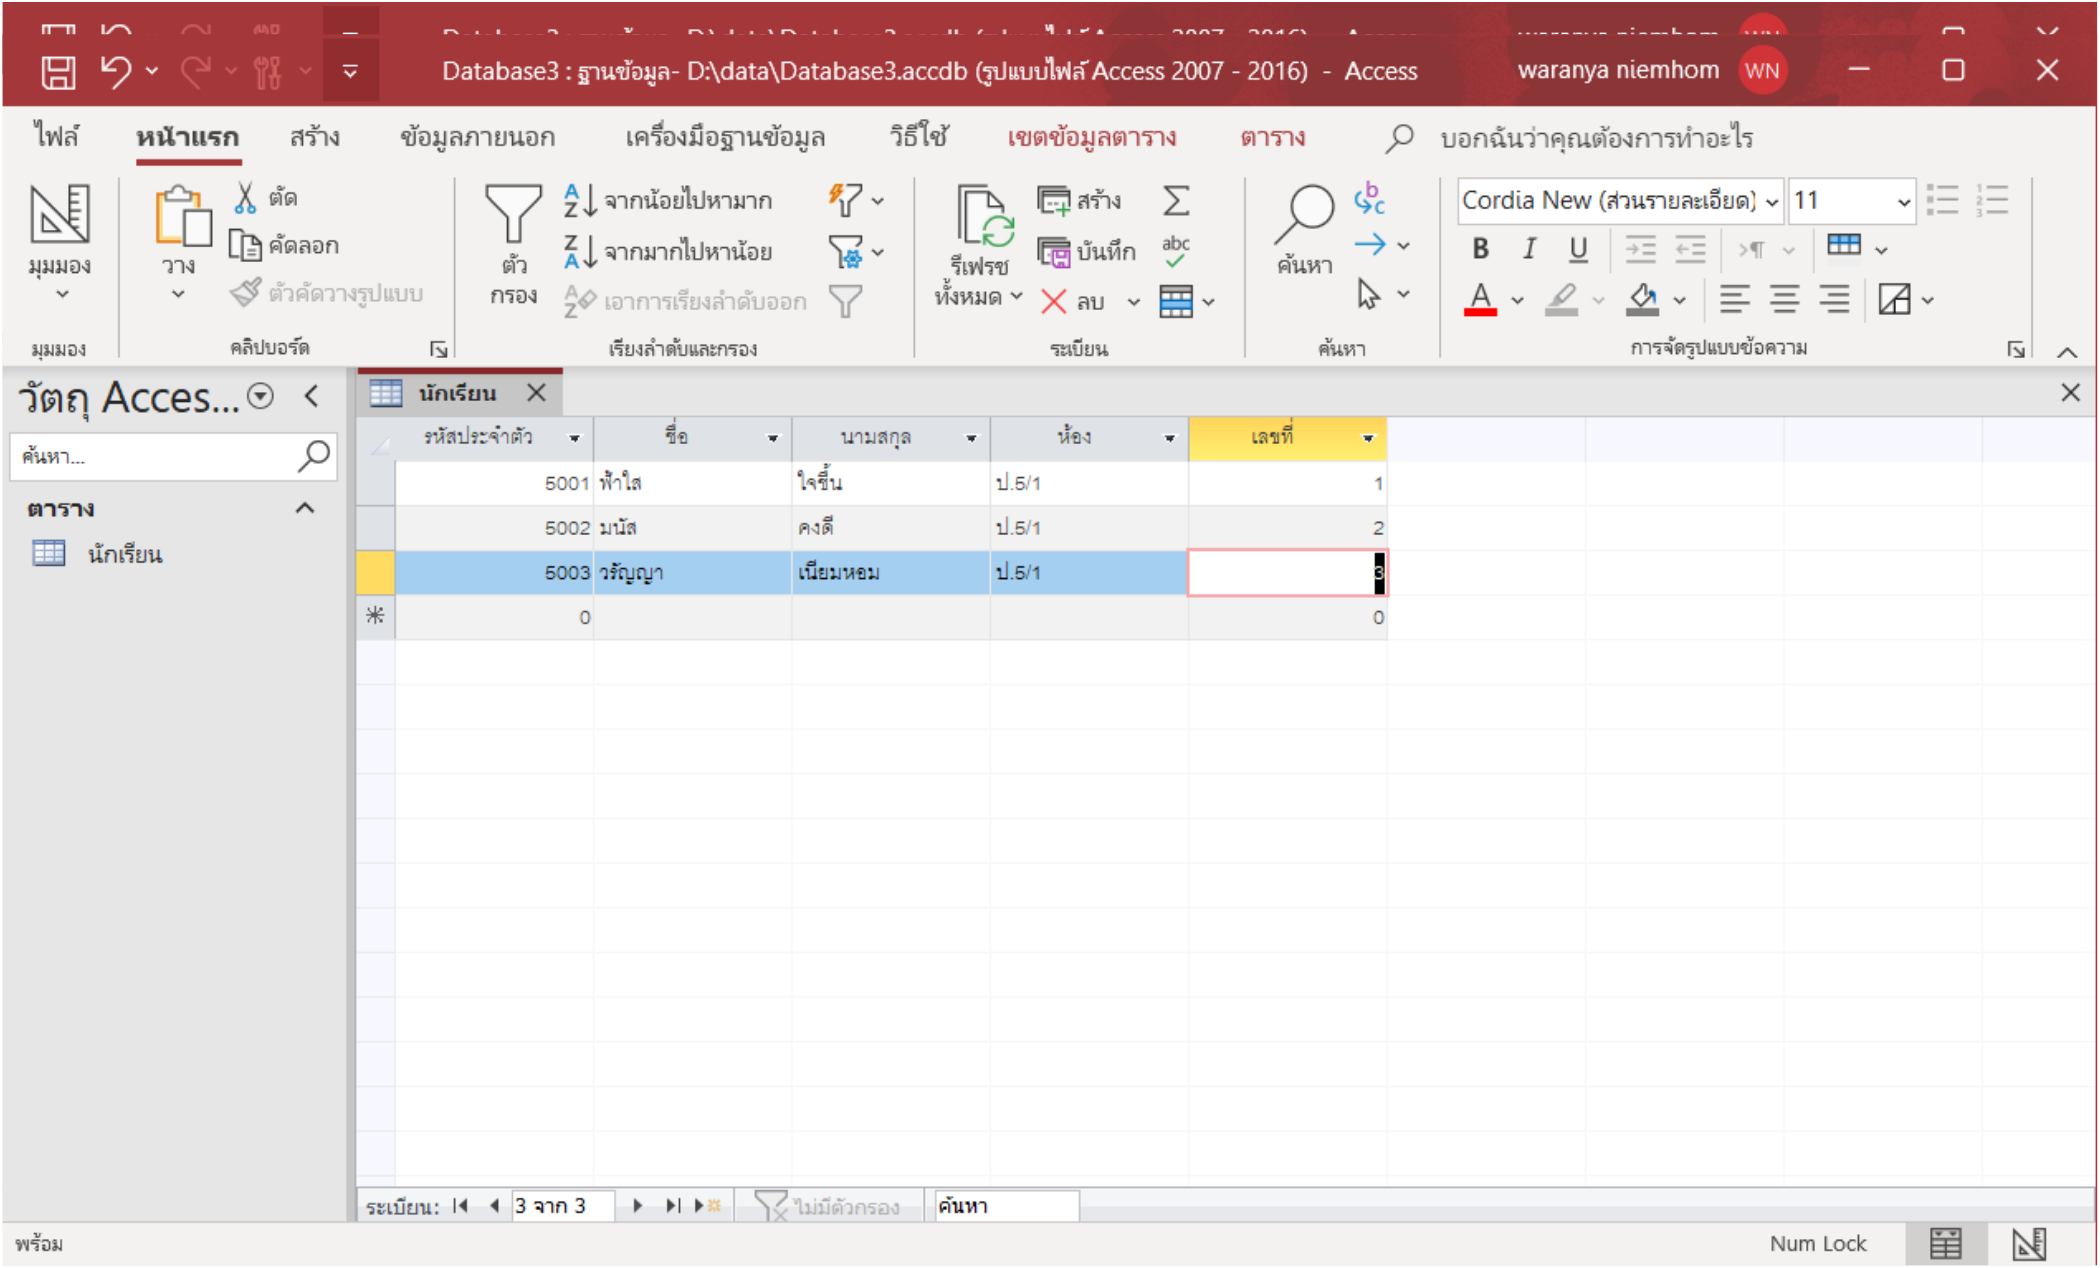 Database3 : ฐานข้อมูล- D:\data\Database3.accdb (รูปแบบไฟล์ Access 2007 - 2016) - Access waranya niemhom WN
ไฟล์ หน้าแรก สร้าง ข้อมูลภายนอก เครื่องมือฐานข้อมูล วิธีใช้ เขตข้อมูลตาราง ตาราง บอกฉันว่าคุณต้องการทำอะไร
มุมมอง
วาง
ตัด
คัดลอก
ตัวคัดวางรูปแบบ
ตัว
กรอง
จากน้อยไปหามาก
จากมากไปหาน้อย
เอาการเรียงลำดับออก
รีเฟรช
ทั้งหมด
สร้าง
บันทึก
ลบ
ค้นหา
Cordia New (ส่วนรายละเอียด) 11
B I U
A
มุมมอง คลิปบอร์ด เรียงลำดับและกรอง ระเบียน ค้นหา การจัดรูปแบบข้อความ
วัตถุ Acces...
ค้นหา...
ตาราง
นักเรียน
นักเรียน
รหัสประจำตัว ชื่อ นามสกุล ห้อง เลขที่
5001 ฟ้าใส ใจชื้น ป.5/1 1
5002 มนัส คงดี ป.5/1 2
5003 วรัญญา เนียมหอม ป.5/1 3
0 0
ระเบียน: 3 จาก 3 ไม่มีตัวกรอง ค้นหา
พร้อม Num Lock